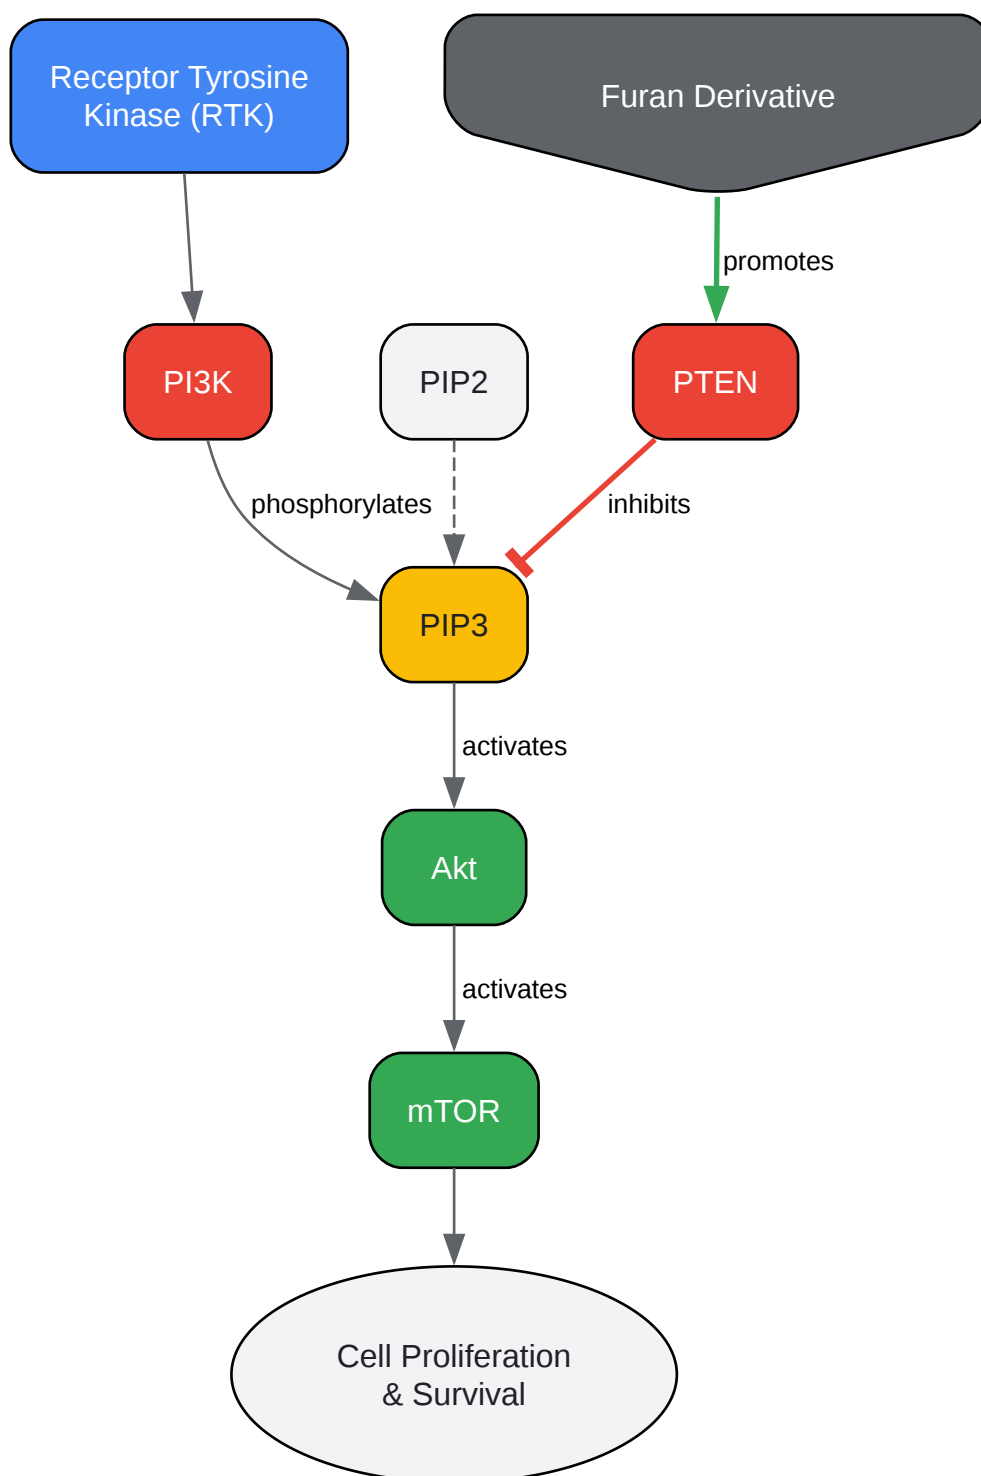 Receptor Tyrosine
Kinase (RTK)
Furan Derivative
promotes
PI3K
PIP2
PTEN
phosphorylates
inhibits
PIP3
activates
Akt
activates
mTOR
Cell Proliferation
& Survival